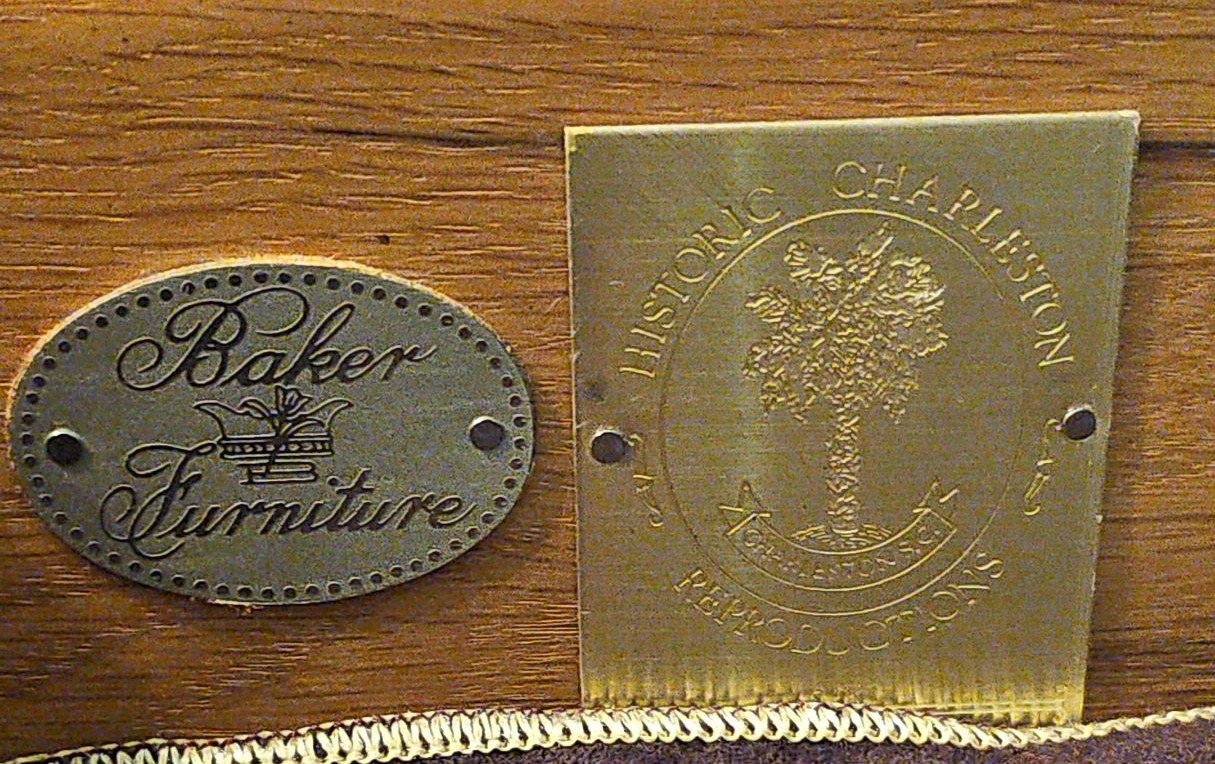 Baker
Furniture
HISTORIC CHARLESTON
CHARLESTON S.C.
REPRODUCTIONS